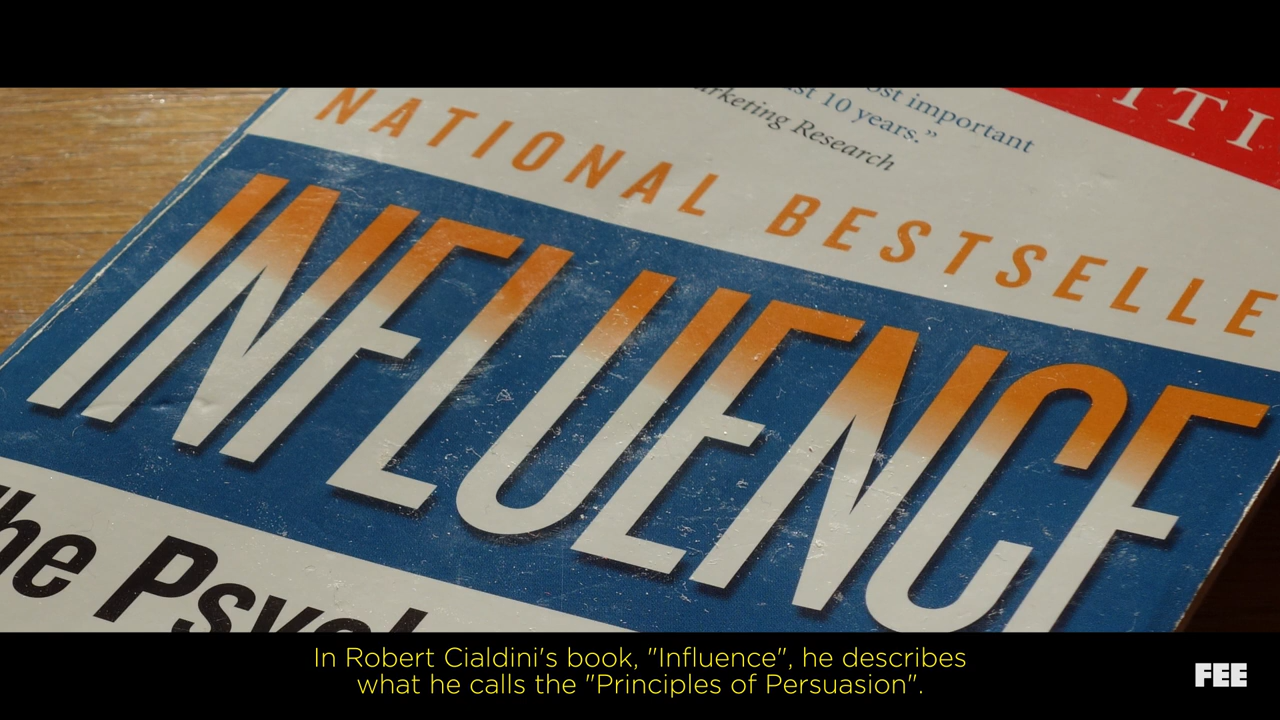 ITI
ost important
st 10 years.”
rketing Research
NATIONAL BESTSELLE
INFLUENCE
he Psych
In Robert Cialdini's book, "Influence", he describes
what he calls the "Principles of Persuasion".
FEE